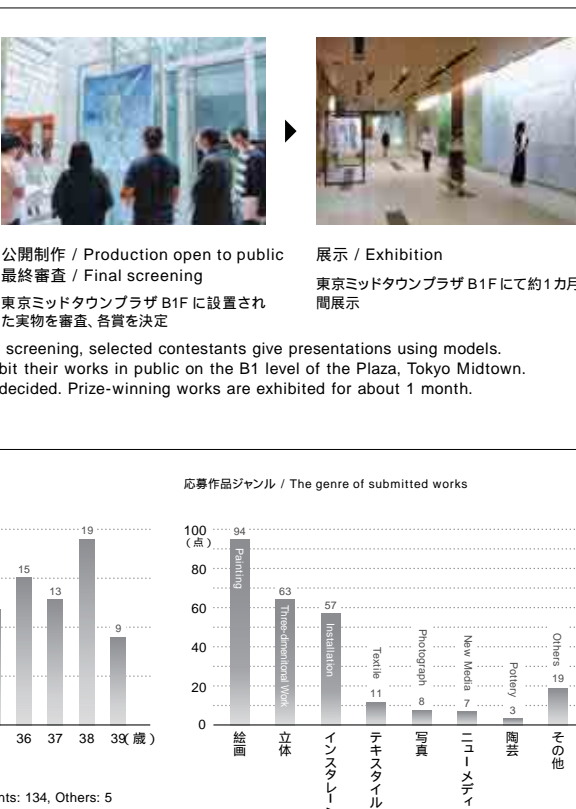 公開制作 / Production open to public
最終審査 / Final screening
東京ミッドタウンプラザ B1F に設置され
た実物を審査、各賞を決定
展示 / Exhibition
東京ミッドタウンプラザ B1F にて約1カ月
間展示
screening, selected contestants give presentations using models.
bit their works in public on the B1 level of the Plaza, Tokyo Midtown.
decided. Prize-winning works are exhibited for about 1 month.
15
13
19
9
36 37 38 39(歳)
nts: 134, Others: 5
応募作品ジャンル / The genre of submitted works
100
(点)
80
60
40
20
0
94
Painting
絵画
63
Three-dimenitonal Work
立体
57
Installation
インスタレーシ
Textile
11
テキスタイル
Photograph
8
写真
New Media
7
ニューメディ
Pottery
3
陶芸
Others
19
その他